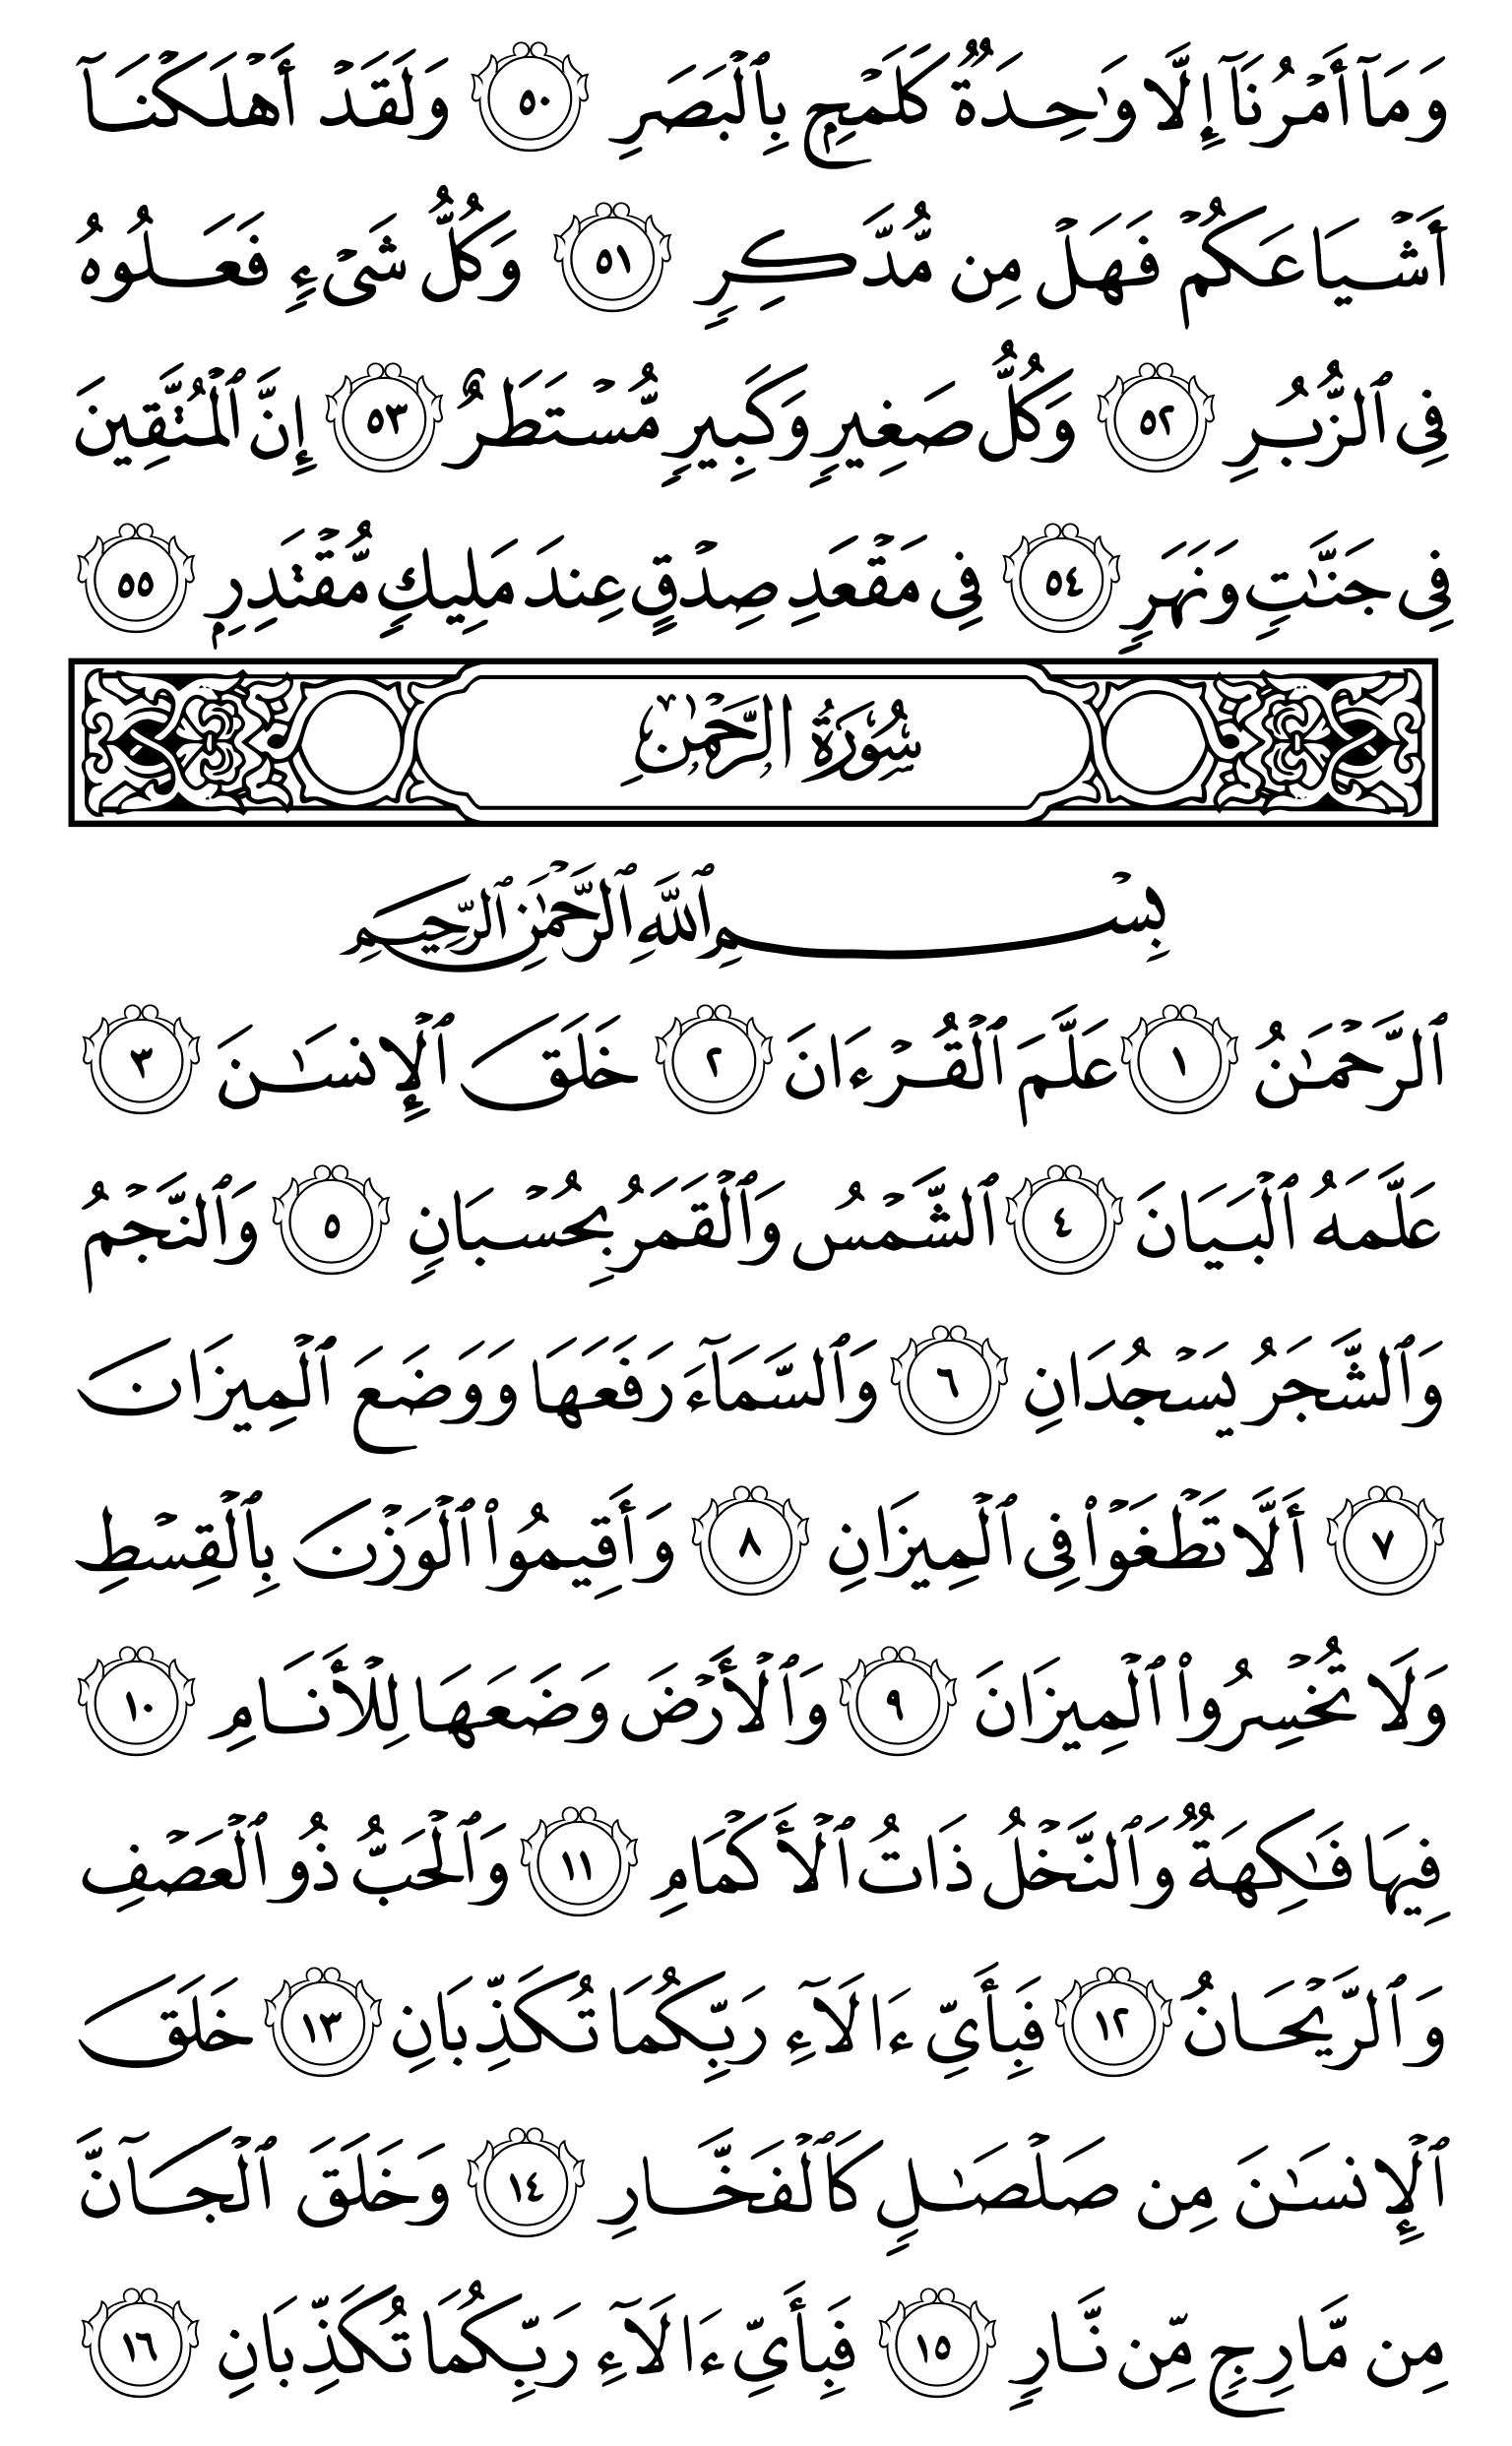 وَمَآ أَمْرُنَآ إِلَّا وَٰحِدَةٌ كَلَمْحٍۭ بِٱلْبَصَرِ ٥٠ وَلَقَدْ أَهْلَكْنَآ
أَشْيَاعَكُمْ فَهَلْ مِن مُّدَّكِرٍ ٥١ وَكُلُّ شَىْءٍ فَعَلُوهُ
فِى ٱلزُّبُرِ ٥٢ وَكُلُّ صَغِيرٍ وَكَبِيرٍ مُّسْتَطَرٌ ٥٣ إِنَّ ٱلْمُتَّقِينَ
فِى جَنَّٰتٍ وَنَهَرٍ ٥٤ فِى مَقْعَدِ صِدْقٍ عِندَ مَلِيكٍ مُّقْتَدِرٍۭ ٥٥
سُورَةُ الرَّحْمَٰنِ
بِسْمِ ٱللَّهِ ٱلرَّحْمَٰنِ ٱلرَّحِيمِ
ٱلرَّحْمَٰنُ ١ عَلَّمَ ٱلْقُرْءَانَ ٢ خَلَقَ ٱلْإِنسَٰنَ ٣
عَلَّمَهُ ٱلْبَيَانَ ٤ ٱلشَّمْسُ وَٱلْقَمَرُ بِحُسْبَانٍ ٥ وَٱلنَّجْمُ
وَٱلشَّجَرُ يَسْجُدَانِ ٦ وَٱلسَّمَآءَ رَفَعَهَا وَوَضَعَ ٱلْمِيزَانَ
٧ أَلَّا تَطْغَوْا۟ فِى ٱلْمِيزَانِ ٨ وَأَقِيمُوا۟ ٱلْوَزْنَ بِٱلْقِسْطِ
وَلَا تُخْسِرُوا۟ ٱلْمِيزَانَ ٩ وَٱلْأَرْضَ وَضَعَهَا لِلْأَنَامِ ١٠
فِيهَا فَٰكِهَةٌ وَٱلنَّخْلُ ذَاتُ ٱلْأَكْمَامِ ١١ وَٱلْحَبُّ ذُو ٱلْعَصْفِ
وَٱلرَّيْحَانُ ١٢ فَبِأَىِّ ءَالَآءِ رَبِّكُمَا تُكَذِّبَانِ ١٣ خَلَقَ
ٱلْإِنسَٰنَ مِن صَلْصَٰلٍ كَٱلْفَخَّارِ ١٤ وَخَلَقَ ٱلْجَآنَّ
مِن مَّارِجٍ مِّن نَّارٍ ١٥ فَبِأَىِّ ءَالَآءِ رَبِّكُمَا تُكَذِّبَانِ ١٦